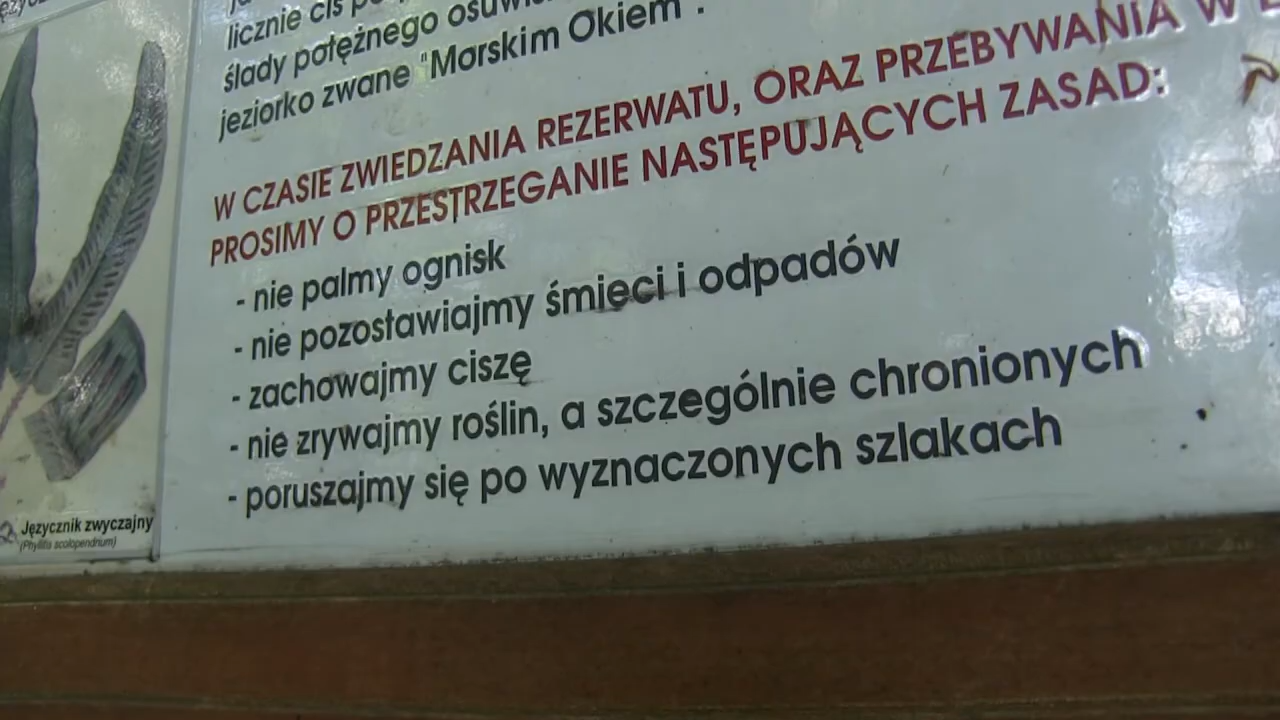 licznie cis
ślady potężnego
jeziorko zwane "Morskim Okiem".
W CZASIE ZWIEDZANIA REZERWATU, ORAZ PRZEBYWANIA W
PROSIMY O PRZESTRZEGANIE NASTĘPUJĄCYCH ZASAD:
- nie palmy ognisk
- nie pozostawiajmy śmieci i odpadów
- zachowajmy ciszę
- nie zrywajmy roślin, a szczególnie chronionych
- poruszajmy się po wyznaczonych szlakach
Języcznik zwyczajny
(Phyllitis scolopendrium)